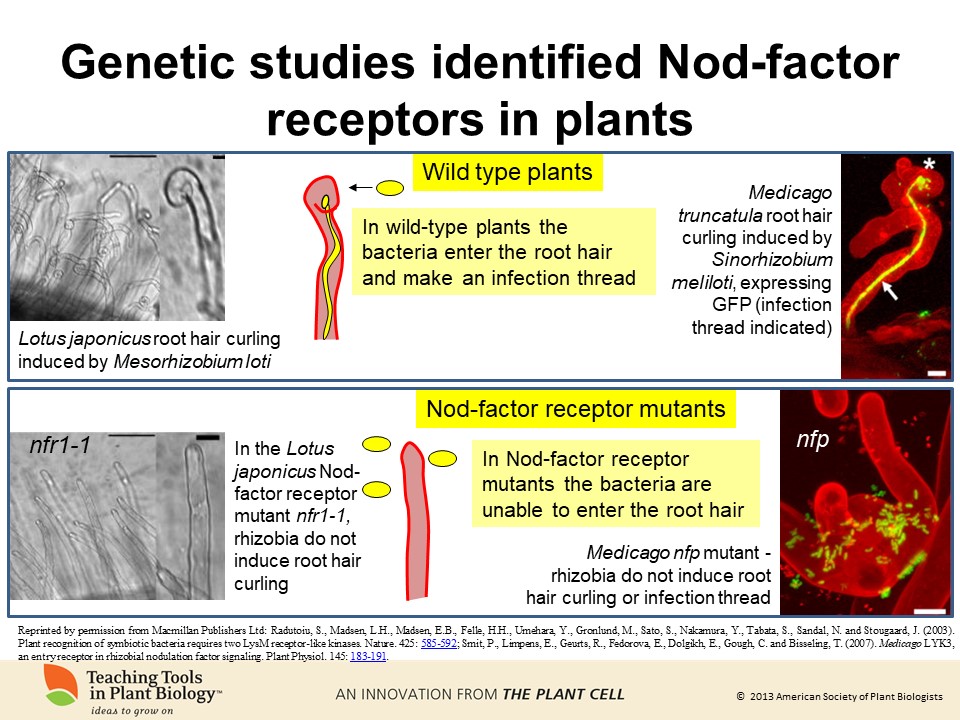 Genetic studies identified Nod-factor
receptors in plants
Wild type plants
In wild-type plants the
bacteria enter the root hair
and make an infection thread
Medicago
truncatula root hair
curling induced by
Sinorhizobium
meliloti, expressing
GFP (infection
thread indicated)
*
Lotus japonicus root hair curling
induced by Mesorhizobium loti
Nod-factor receptor mutants
nfr1-1
In the Lotus
japonicus Nod-
factor receptor
mutant nfr1-1,
rhizobia do not
induce root hair
curling
In Nod-factor receptor
mutants the bacteria are
unable to enter the root hair
Medicago nfp mutant -
rhizobia do not induce root
hair curling or infection thread
nfp
Reprinted by permission from Macmillan Publishers Ltd: Radutoiu, S., Madsen, L.H., Madsen, E.B., Felle, H.H., Umehara, Y., Gronlund, M., Sato, S., Nakamura, Y., Tabata, S., Sandal, N. and Stougaard, J. (2003).
Plant recognition of symbiotic bacteria requires two LysM receptor-like kinases. Nature. 425: 585-592; Smit, P., Limpens, E., Geurts, R., Fedorova, E., Dolgikh, E., Gough, C. and Bisseling, T. (2007). Medicago LYK3,
an entry receptor in rhizobial nodulation factor signaling. Plant Physiol. 145: 183-191.
Teaching Tools
in Plant Biology™
ideas to grow on
AN INNOVATION FROM THE PLANT CELL
© 2013 American Society of Plant Biologists